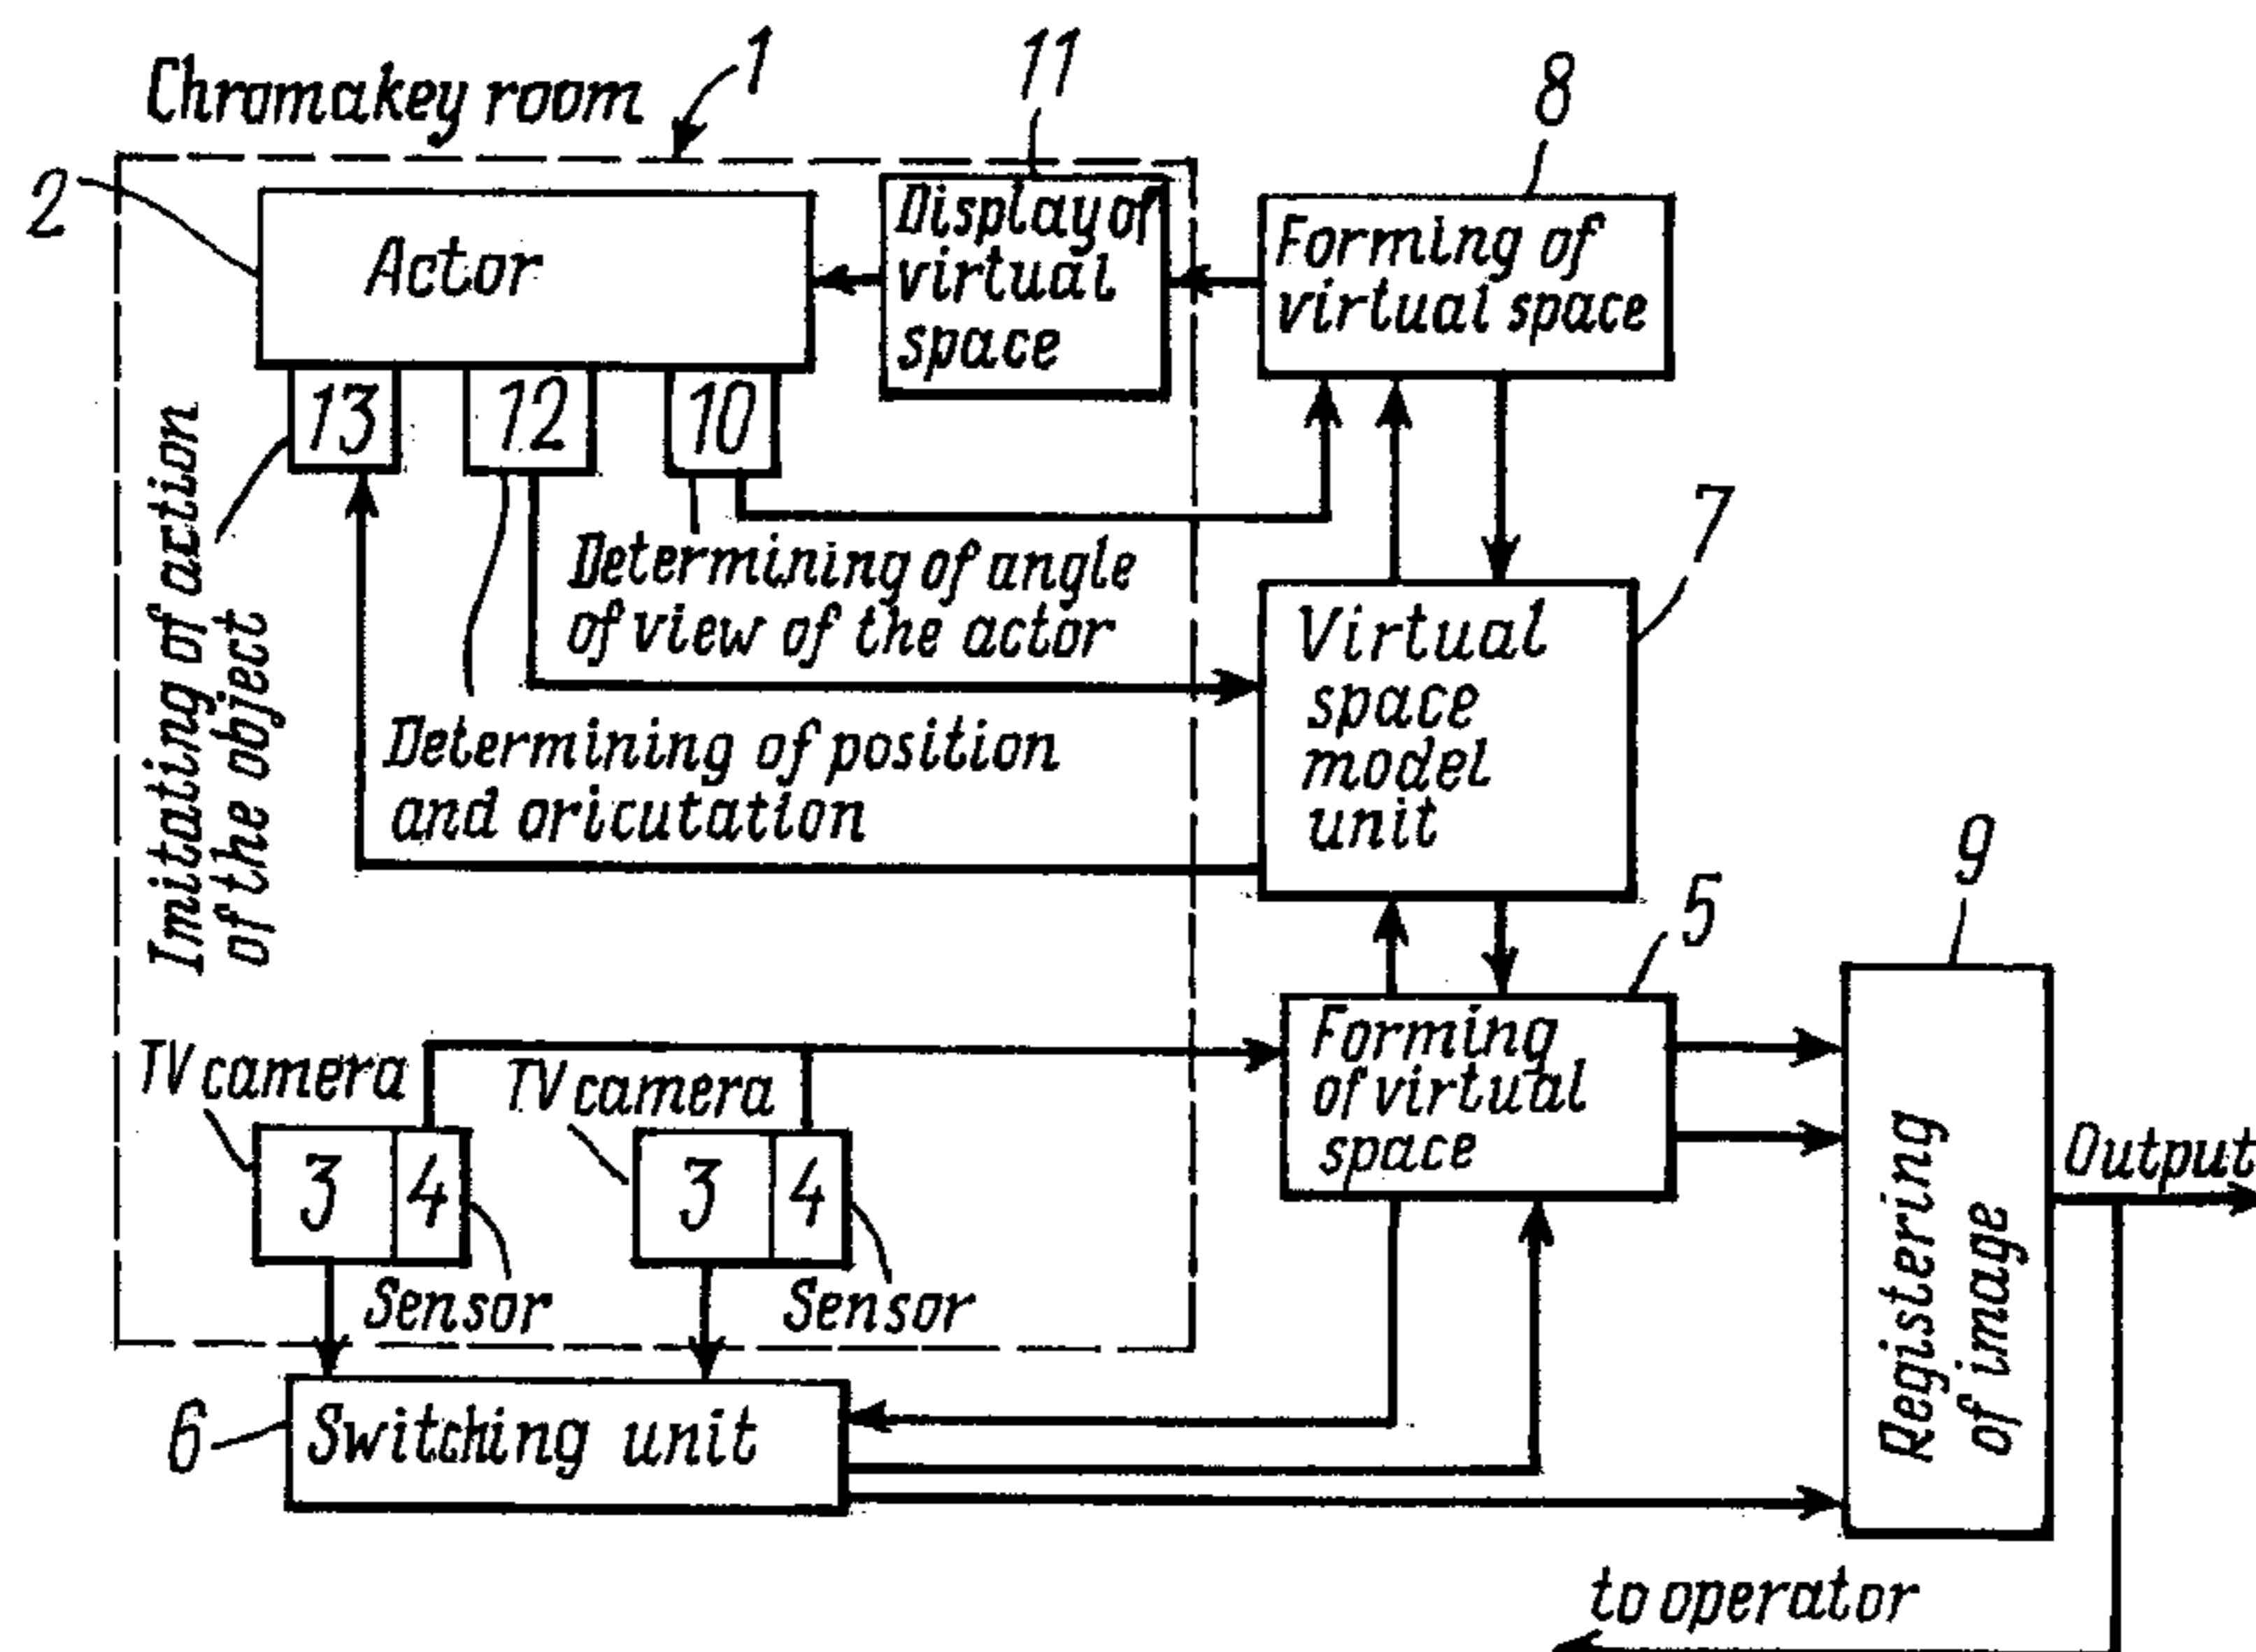 Chromakey room
1
11
8
2
Actor
Display of
virtual
space
Forming of
virtual space
13
12
10
Imitating of action
of the object
Determining of angle
of view of the actor
7
Virtual
space
model
unit
Determining of position
and oricutation
5
9
TV camera
TV camera
Forming
of virtual
space
3
4
3
4
Sensor
Sensor
Registering
of image
Output
6
Switching unit
to operator